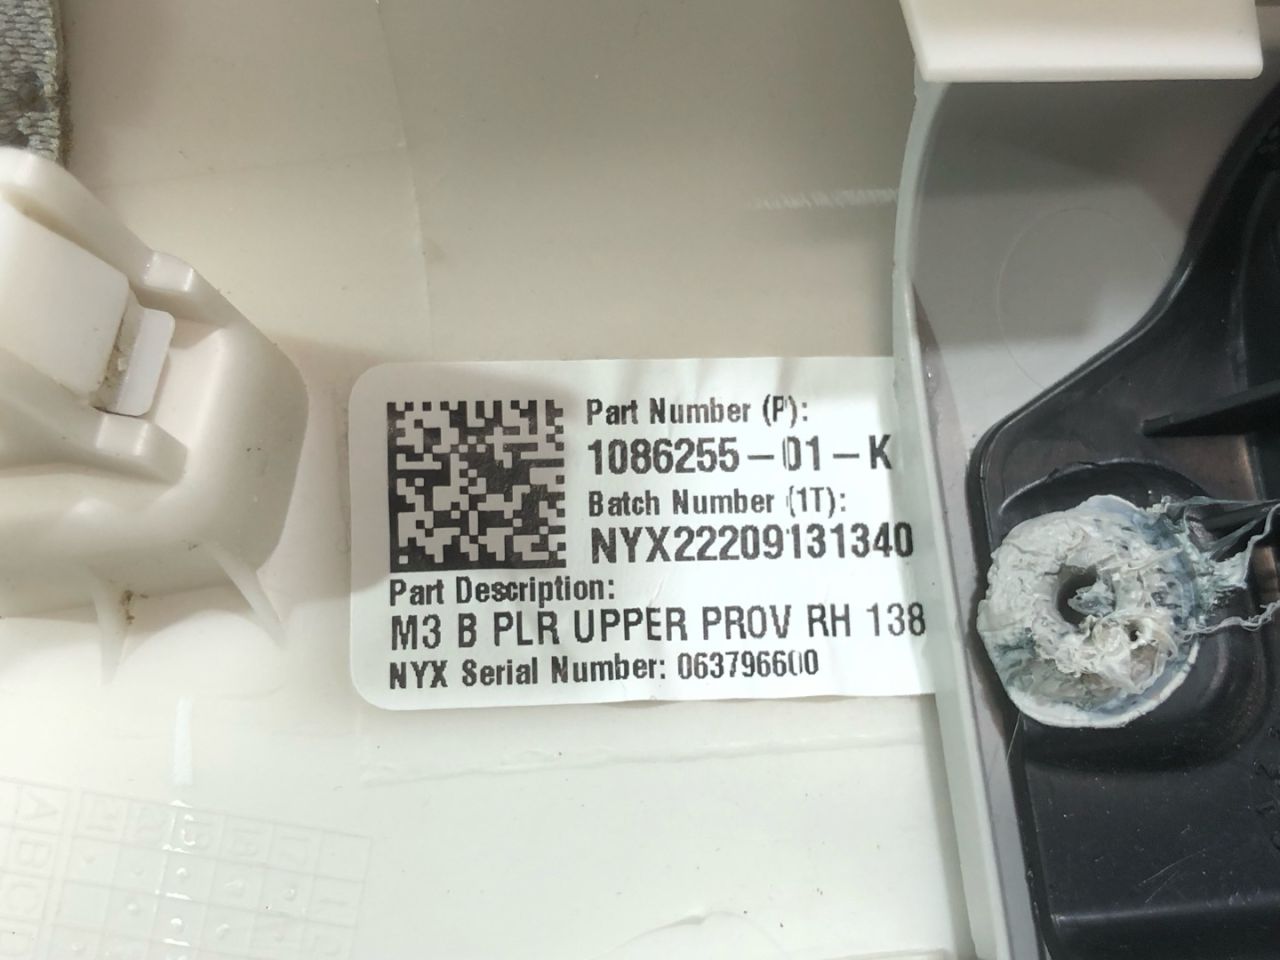 Part Number (P):
1086255-01-K
Batch Number (1T):
NYX22209131340
Part Description:
M3 B PLR UPPER PROV RH 138
NYX Serial Number: 063796600